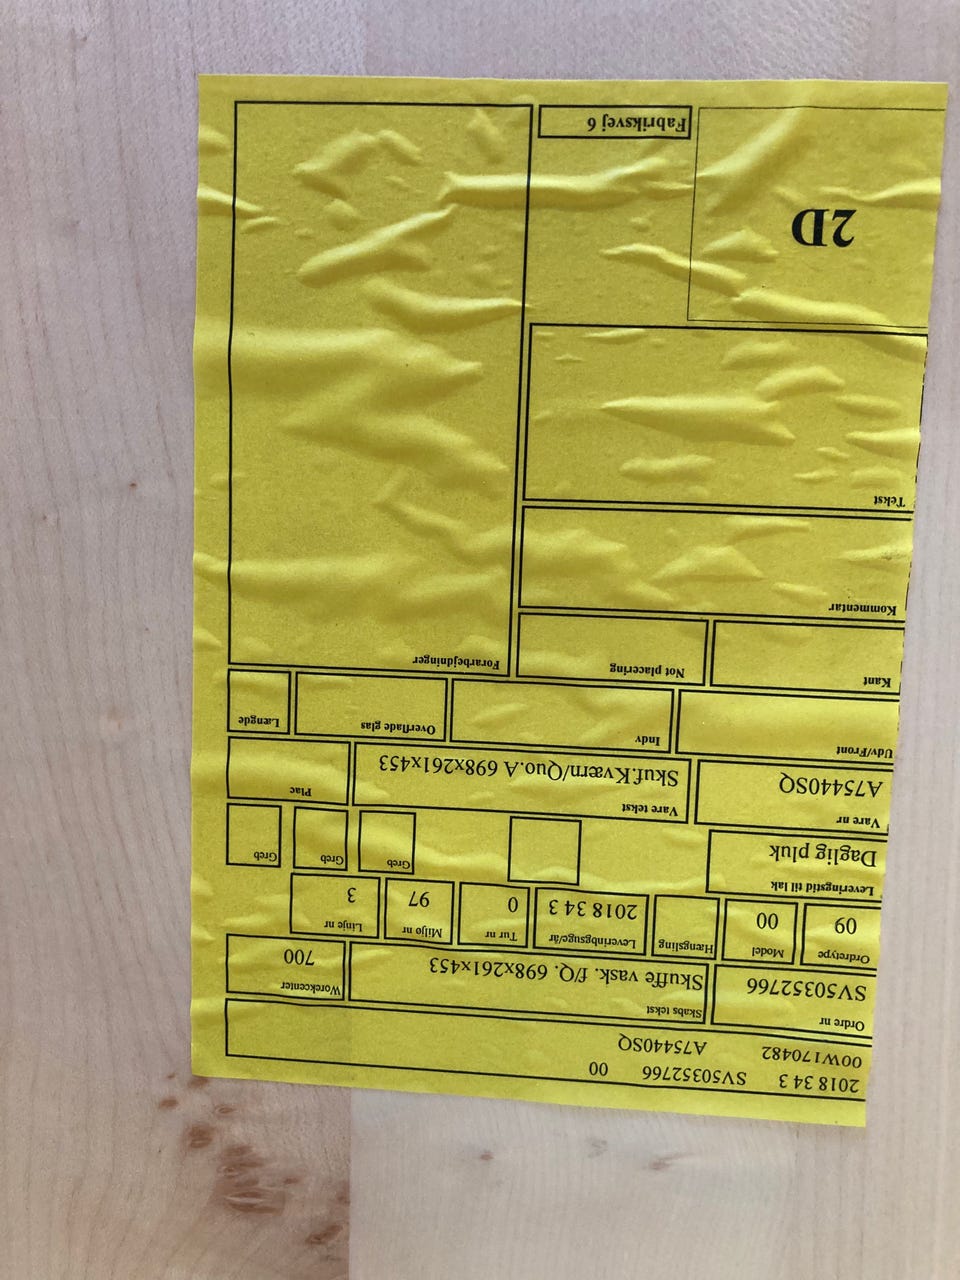 2018 34 3 SV50352766 00
00W170482 A75440SQ
Ordre nr Skabs tekst Worekcenter
SV50352766 Skuffe vask. f/Q. 698x261x453 700
Ordretype Model Hængsling Leveringsuge/år Tur nr Miljø nr Linje nr
09 00 2018 34 3 0 97 3
Leveringstid til lak Greb Greb Greb
Daglig pluk
Vare nr Vare tekst Plac
A75440SQ Skuf.Kværn/Quo.A 698x261x453
Udv/Front Indv Overflade glas Længde
Kant Not placering Forarbejdninger
Kommentar
Tekst
2D
Fabriksvej 6